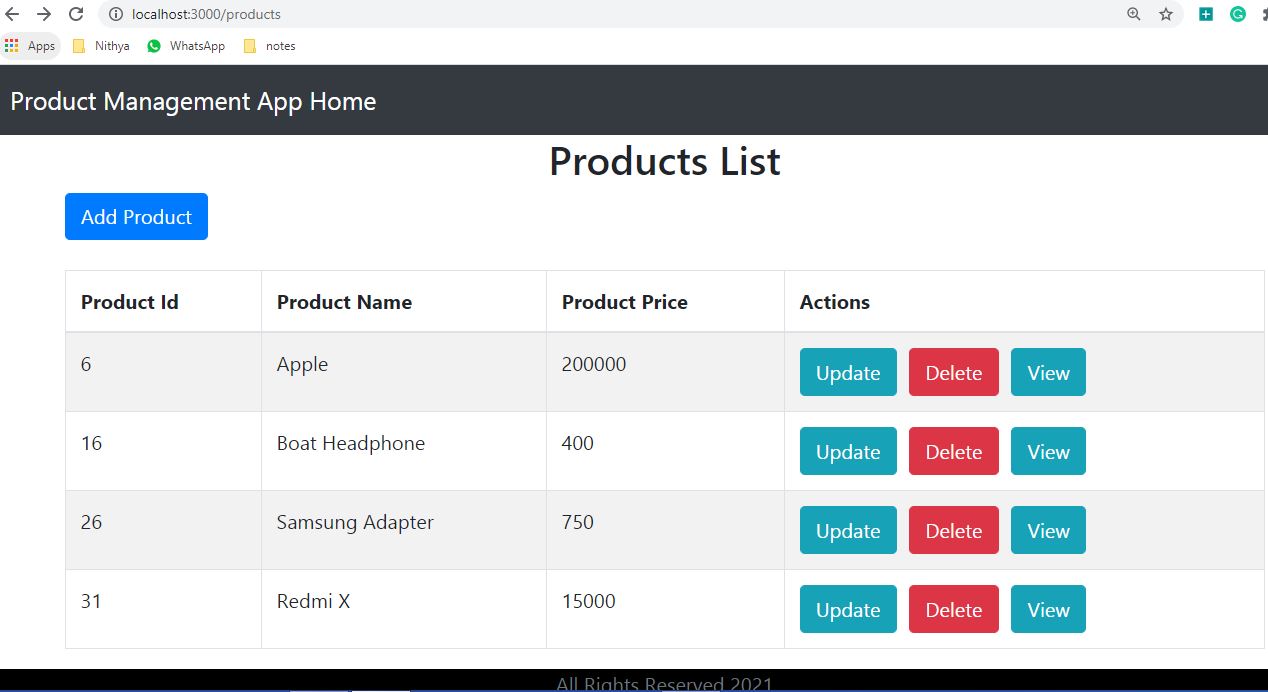 localhost:3000/products
Apps Nithya WhatsApp notes
Product Management App Home
Products List
Add Product
Product Id Product Name Product Price Actions
6 Apple 200000 Update Delete View
16 Boat Headphone 400 Update Delete View
26 Samsung Adapter 750 Update Delete View
31 Redmi X 15000 Update Delete View
All Rights Reserved 2021